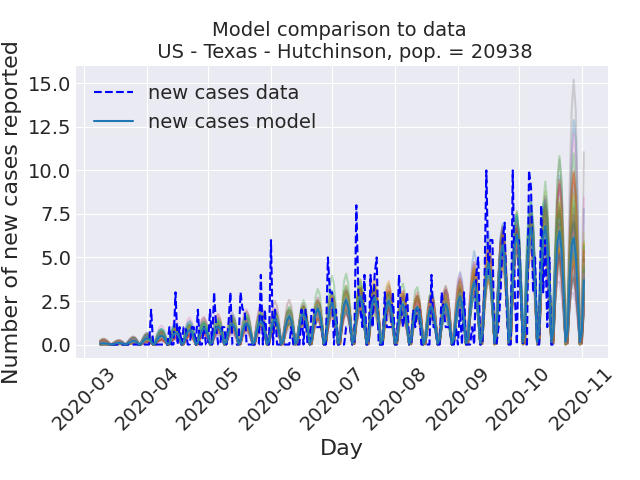 Model comparison to data
US - Texas - Hutchinson, pop. = 20938
Number of new cases reported
15.0
12.5
10.0
7.5
5.0
2.5
0.0
new cases data
new cases model
2020-03
2020-04
2020-05
2020-06
2020-07
2020-08
2020-09
2020-10
2020-11
Day